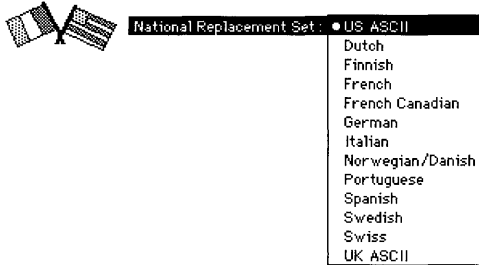 National Replacement Set: US ASCII
Dutch
Finnish
French
French Canadian
German
Italian
Norwegian/Danish
Portuguese
Spanish
Swedish
Swiss
UK ASCII